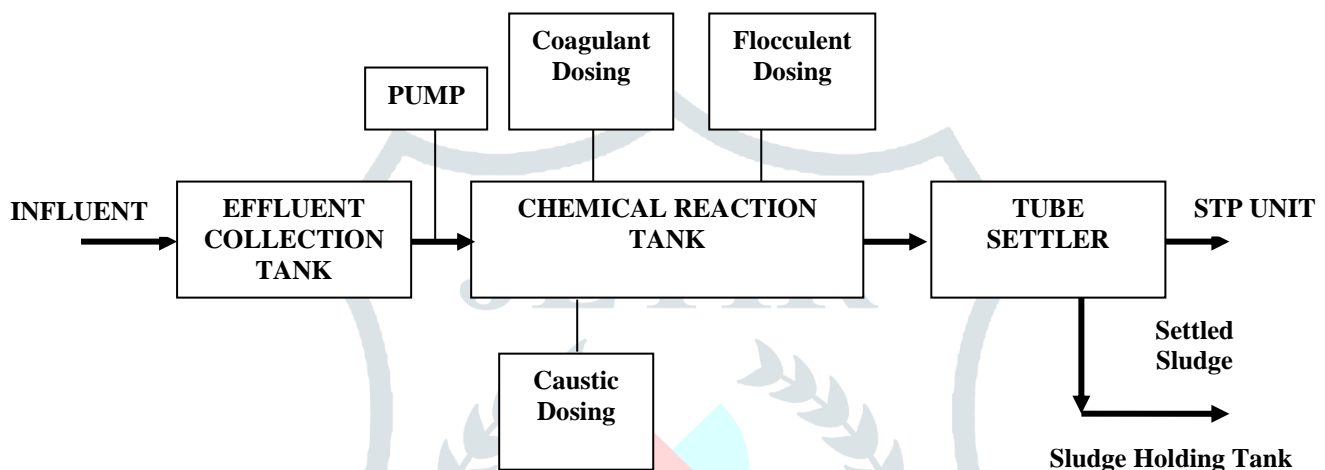 Coagulant
Dosing
Flocculent
Dosing
PUMP
INFLUENT
EFFLUENT
COLLECTION
TANK
CHEMICAL REACTION
TANK
TUBE
SETTLER
STP UNIT
Settled
Sludge
Caustic
Dosing
Sludge Holding Tank
JETIR